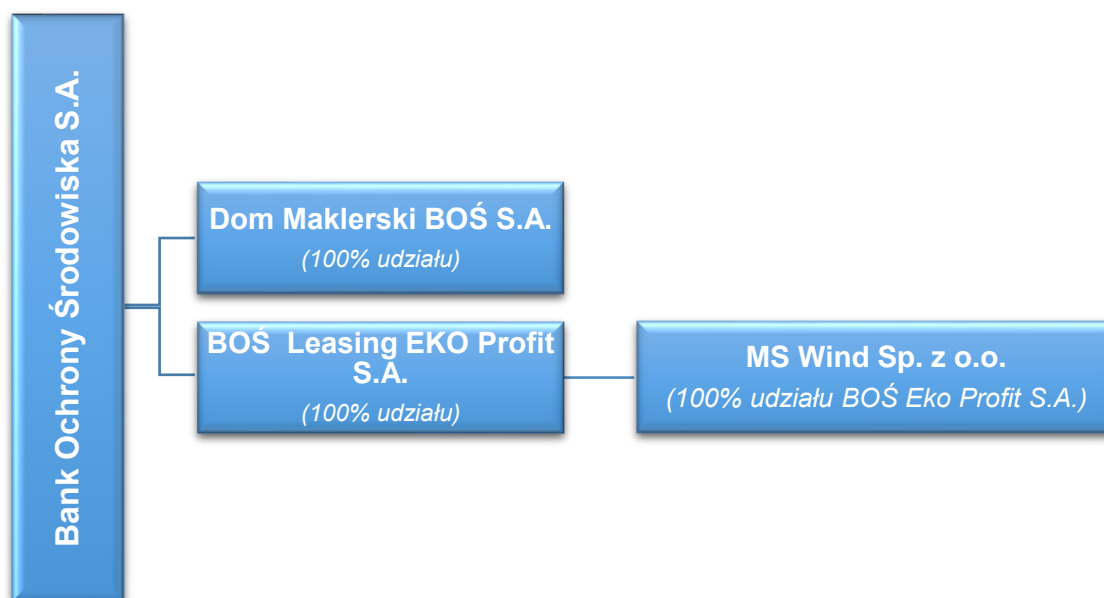 Bank Ochrony Środowiska S.A.
Dom Maklerski BOŚ S.A.
(100% udziału)
BOŚ  Leasing EKO Profit
S.A.
(100% udziału)
MS Wind Sp. z o.o.
(100% udziału BOŚ Eko Profit S.A.)